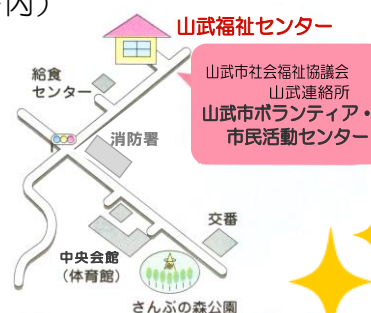 内）
山武福祉センター
山武市社会福祉協議会
山武連絡所
山武市ボランティア・
市民活動センター
給食
センター
消防署
交番
中央会館
（体育館）
さんぶの森公園